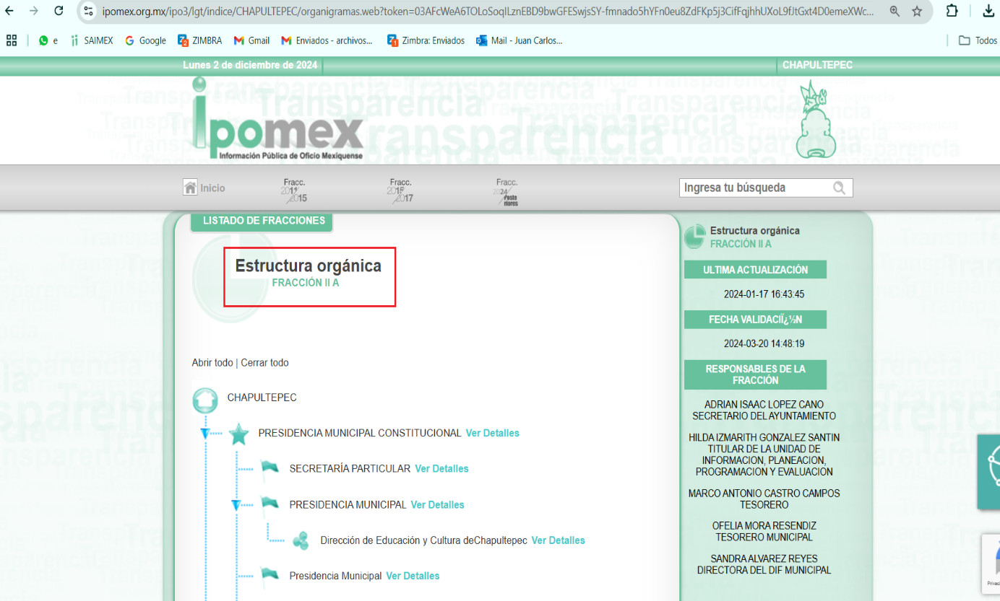 ipomex.org.mx/ipo3/lgt/indice/CHAPULTEPEC/organigramas.web?token=03AFcWeA6TOLoSoqlLznEBD9bwGFESwjsSY-fmnado5hYFn0eu8ZdFKp5j3CifFqjhhUXoL9fJtGxt4D0emeXWc...
e
SAIMEX
Google
ZIMBRA
Gmail
Enviados - archivos...
Zimbra: Enviados
Mail - Juan Carlos...
Todos
Lunes 2 de diciembre de 2024
CHAPULTEPEC
ipomex
Información Pública de Oficio Mexiquense
Inicio
Fracc.
2011
2015
Fracc.
2015
2017
Fracc.
2024
Poste
riores
Ingresa tu búsqueda
LISTADO DE FRACCIONES
Estructura orgánica
FRACCIÓN II A
Abrir todo | Cerrar todo
CHAPULTEPEC
PRESIDENCIA MUNICIPAL CONSTITUCIONAL Ver Detalles
SECRETARÍA PARTICULAR Ver Detalles
PRESIDENCIA MUNICIPAL Ver Detalles
Dirección de Educación y Cultura deChapultepec Ver Detalles
Presidencia Municipal Ver Detalles
Estructura orgánica
FRACCIÓN II A
ULTIMA ACTUALIZACIÓN
2024-01-17 16:43:45
FECHA VALIDACIÏ¿½N
2024-03-20 14:48:19
RESPONSABLES DE LA
FRACCIÓN
ADRIAN ISAAC LOPEZ CANO
SECRETARIO DEL AYUNTAMIENTO
HILDA IZMARITH GONZALEZ SANTIN
TITULAR DE LA UNIDAD DE
INFORMACION, PLANEACION,
PROGRAMACION Y EVALUACION
MARCO ANTONIO CASTRO CAMPOS
TESORERO
OFELIA MORA RESENDIZ
TESORERO MUNICIPAL
SANDRA ALVAREZ REYES
DIRECTORA DEL DIF MUNICIPAL